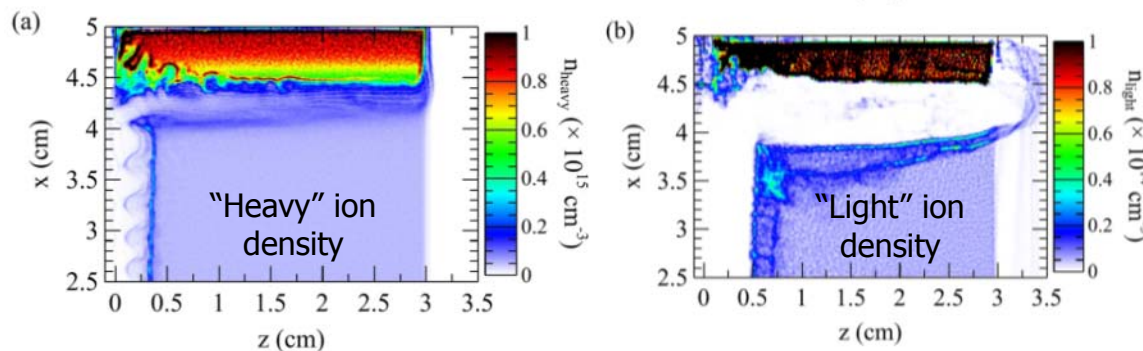 (a)
5
4.5
4
3.5
3
2.5
x (cm)
0 0.5 1 1.5 2 2.5 3 3.5
z (cm)
1
0.8
0.6
0.4
0.2
0
n_heavy (× 10^15 cm^-3)
"Heavy" ion
density
(b)
5
4.5
4
3.5
3
2.5
x (cm)
0 0.5 1 1.5 2 2.5 3 3.5
z (cm)
1
0.8
0.6
0.4
0.2
0
n_light (× 10
cm
"Light" ion
density